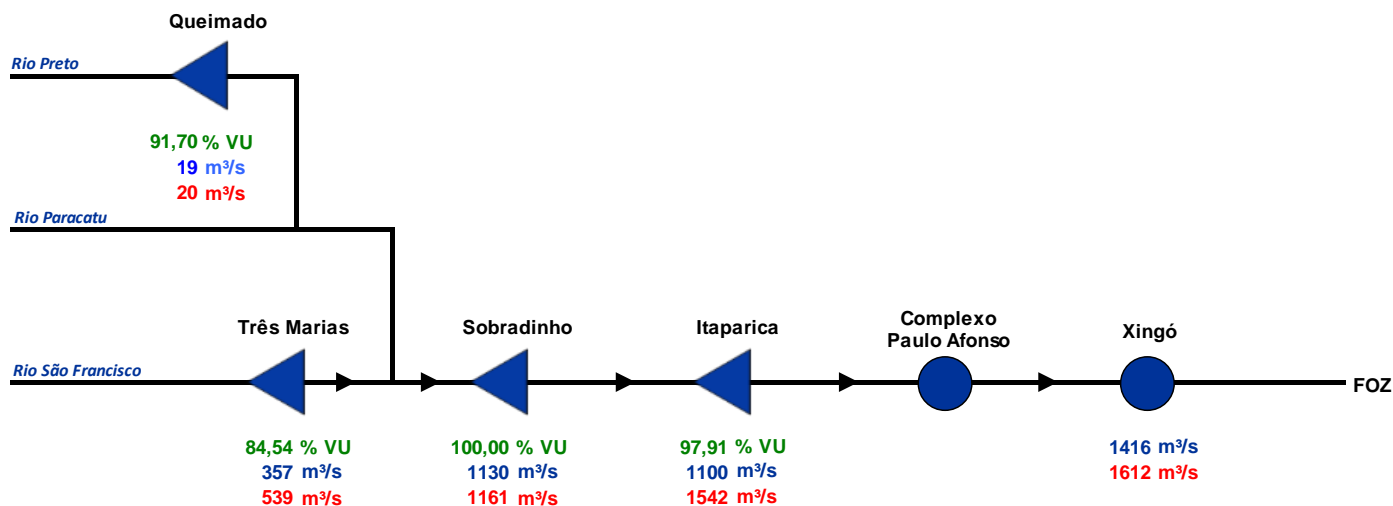 Queimado
Rio Preto
91,70 % VU
19 m³/s
20 m³/s
Rio Paracatu
Três Marias
Sobradinho
Itaparica
Complexo
Paulo Afonso
Xingó
Rio São Francisco
FOZ
84,54 % VU
357 m³/s
539 m³/s
100,00 % VU
1130 m³/s
1161 m³/s
97,91 % VU
1100 m³/s
1542 m³/s
1416 m³/s
1612 m³/s